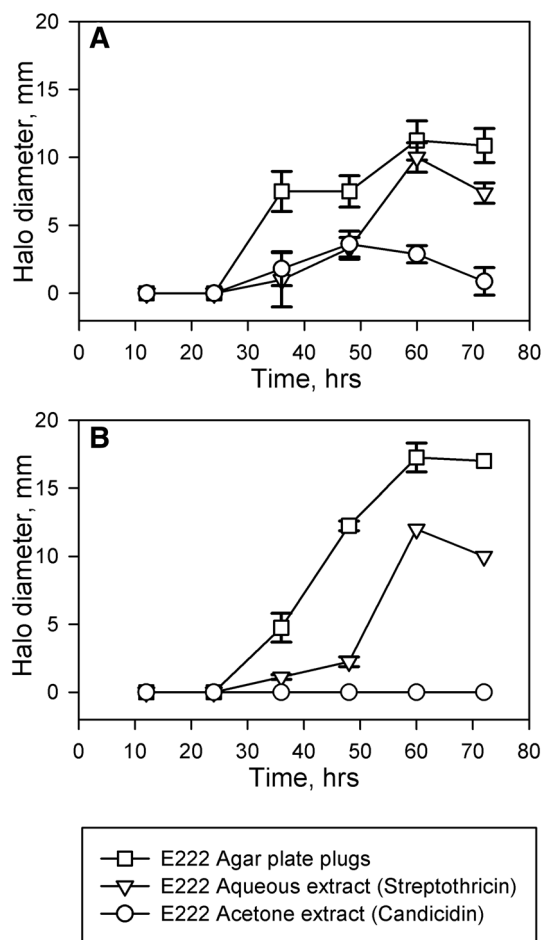 A
Halo diameter, mm
20
15
10
5
0
0 10 20 30 40 50 60 70 80
Time, hrs
B
Halo diameter, mm
20
15
10
5
0
0 10 20 30 40 50 60 70 80
Time, hrs
E222 Agar plate plugs
E222 Aqueous extract (Streptothricin)
E222 Acetone extract (Candicidin)